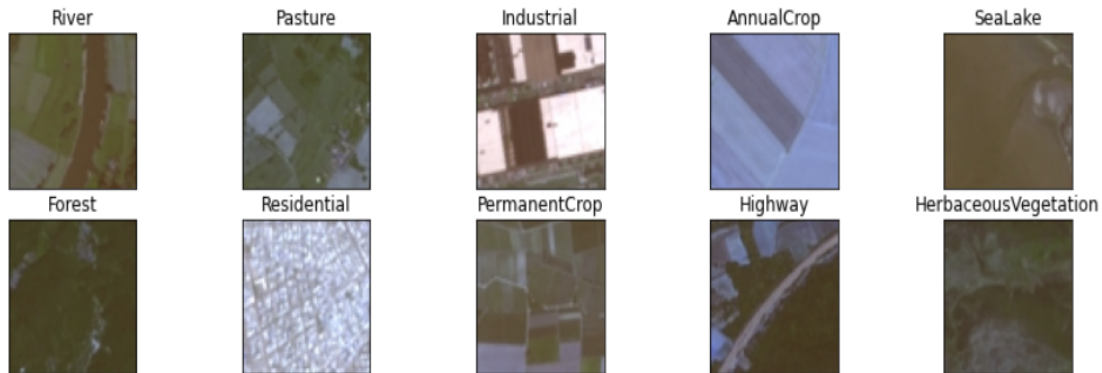 River Pasture Industrial AnnualCrop SeaLake
Forest Residential PermanentCrop Highway HerbaceousVegetation